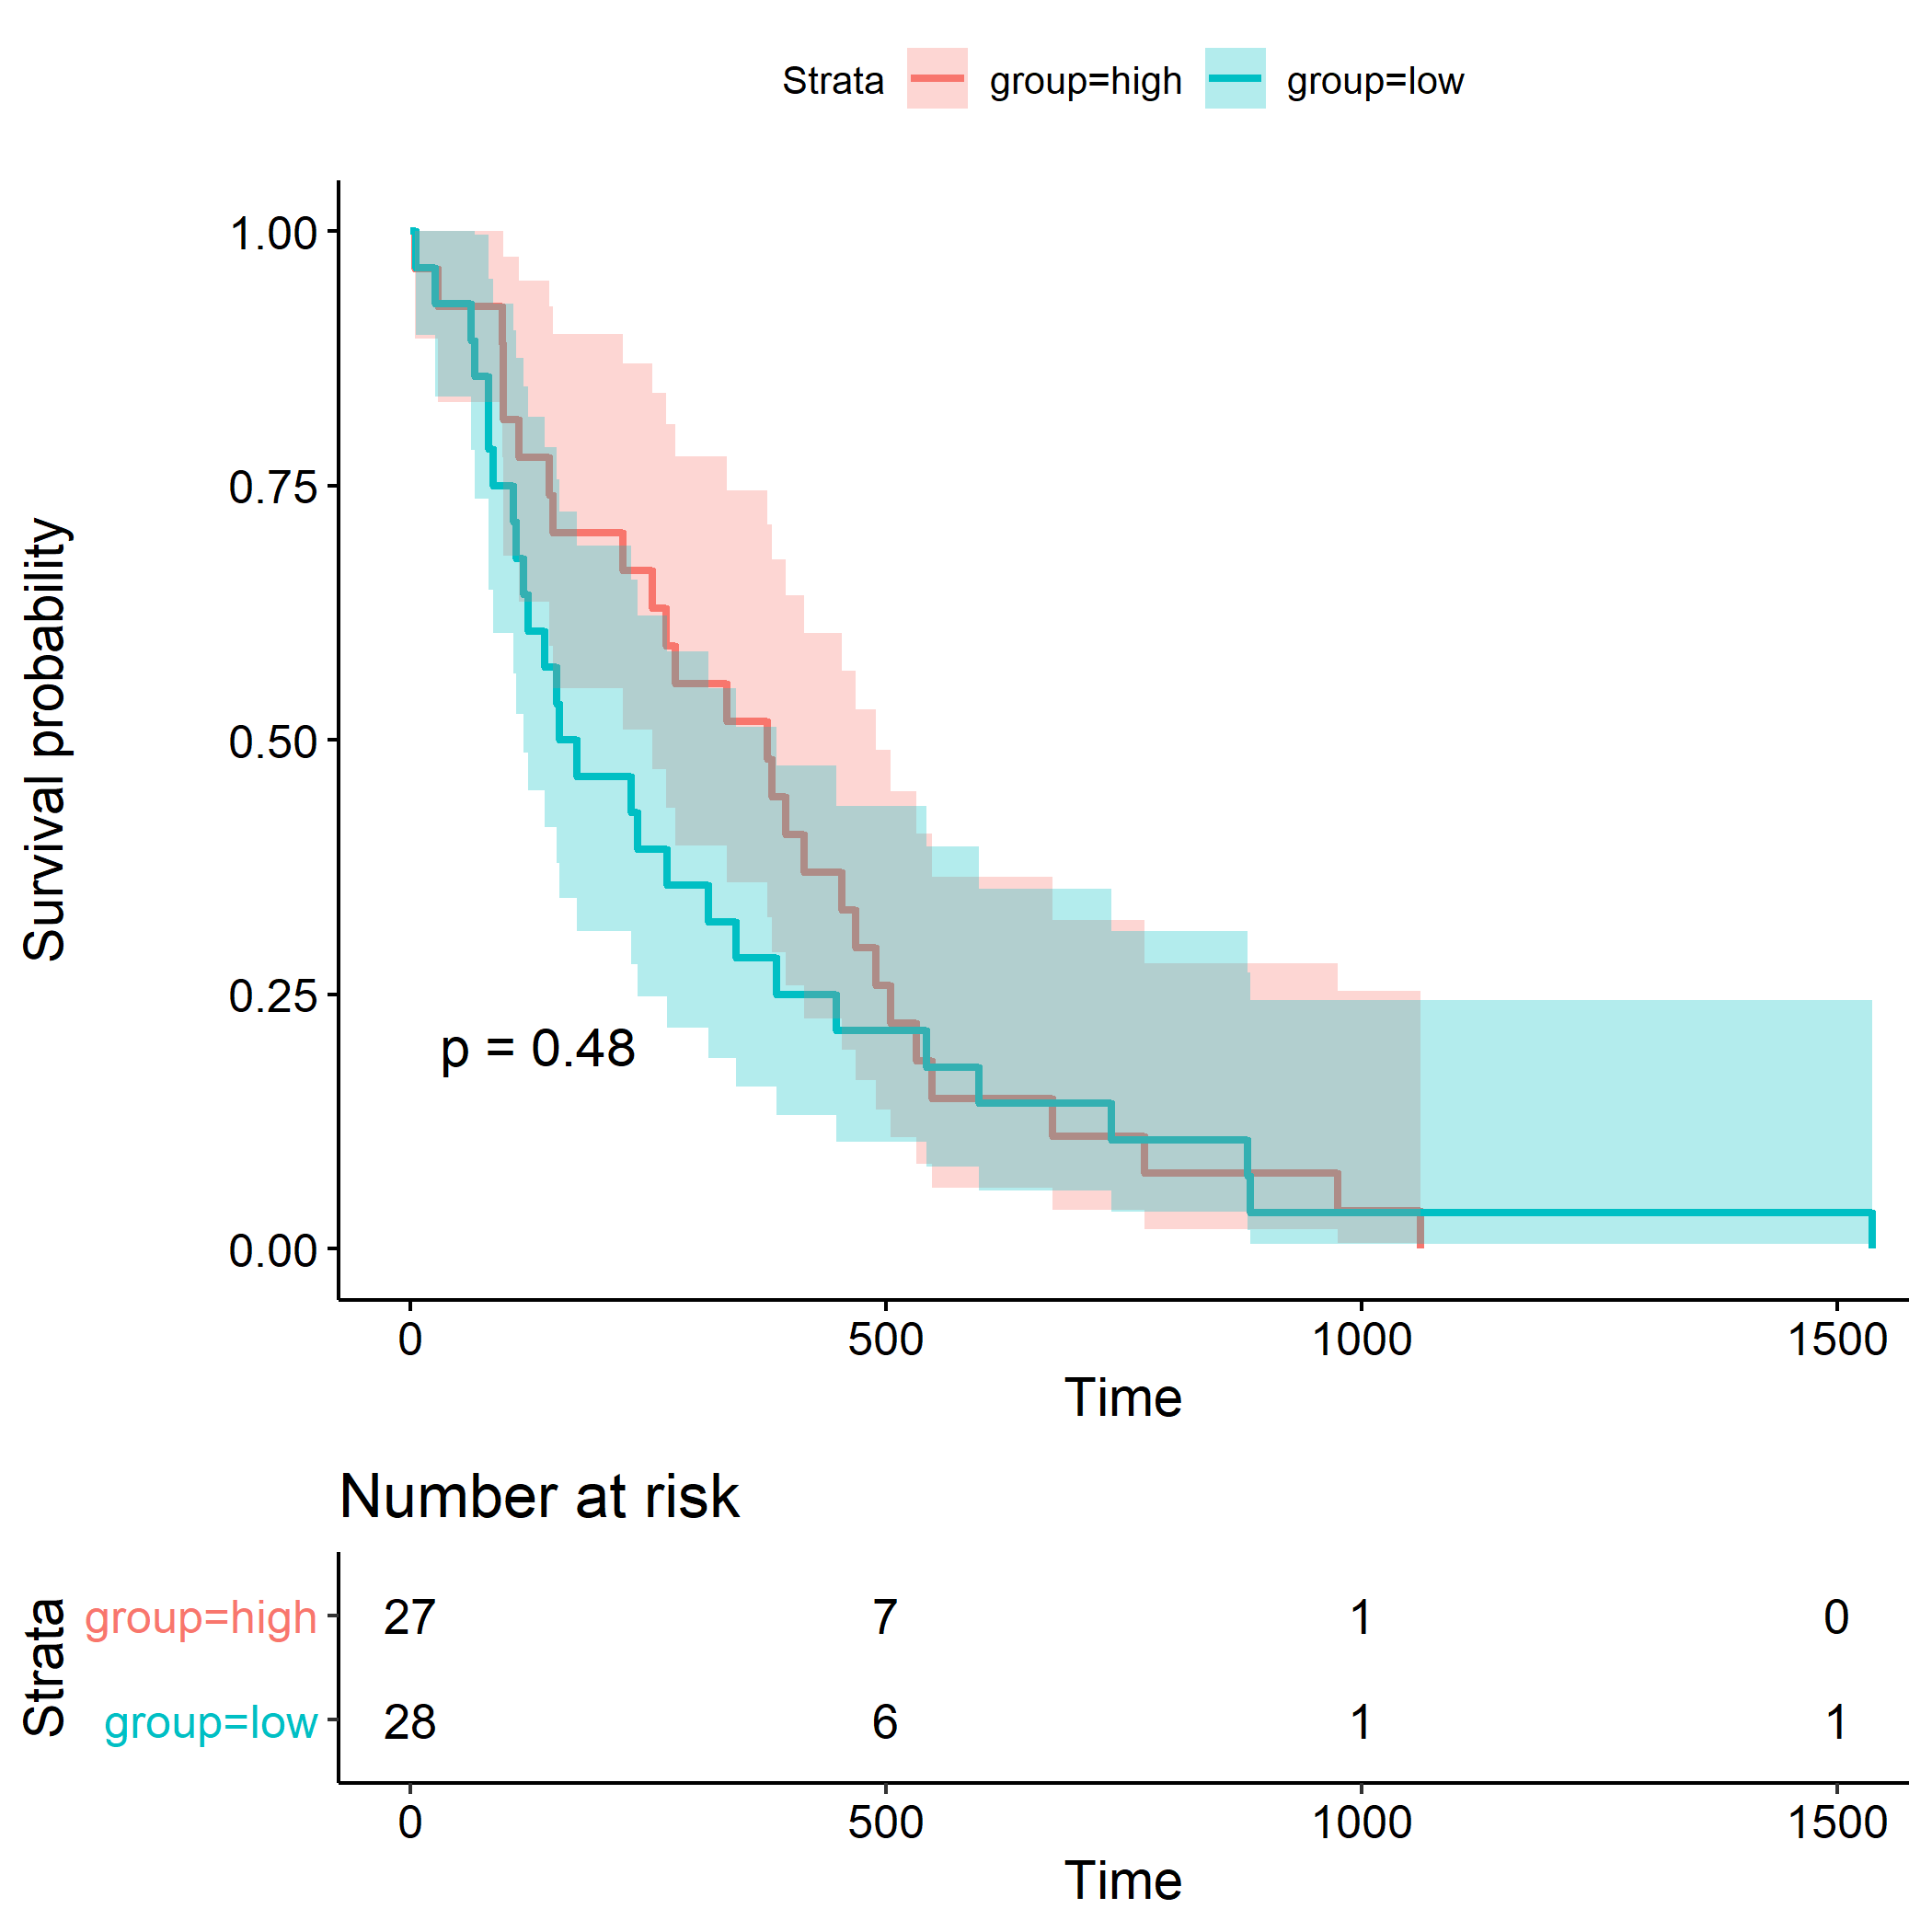 Strata group=high group=low
Survival probability
1.00
0.75
0.50
0.25
0.00
p = 0.48
0 500 1000 1500
Time
Number at risk
Strata
group=high 27 7 1 0
group=low 28 6 1 1
0 500 1000 1500
Time